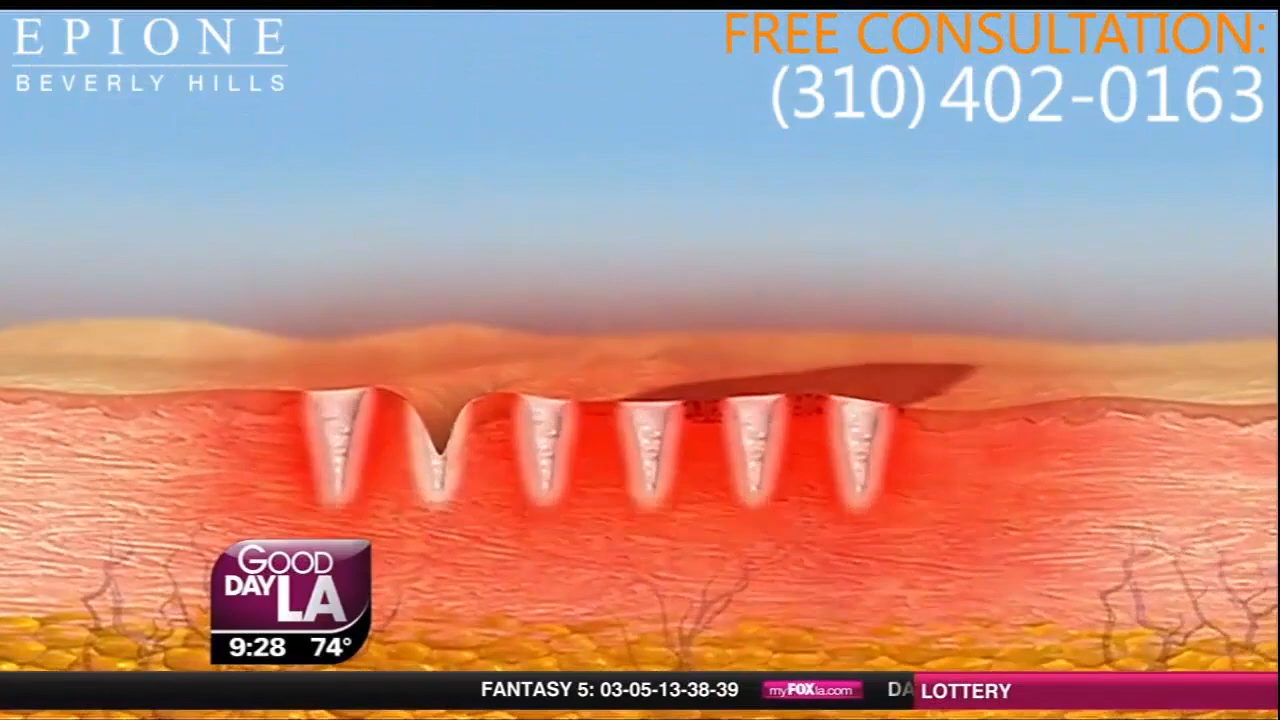 EPIONE
BEVERLY HILLS
FREE CONSULTATION:
(310) 402-0163
GOOD
DAY LA
9:28 74°
FANTASY 5: 03-05-13-38-39 myFOXla.com DA LOTTERY